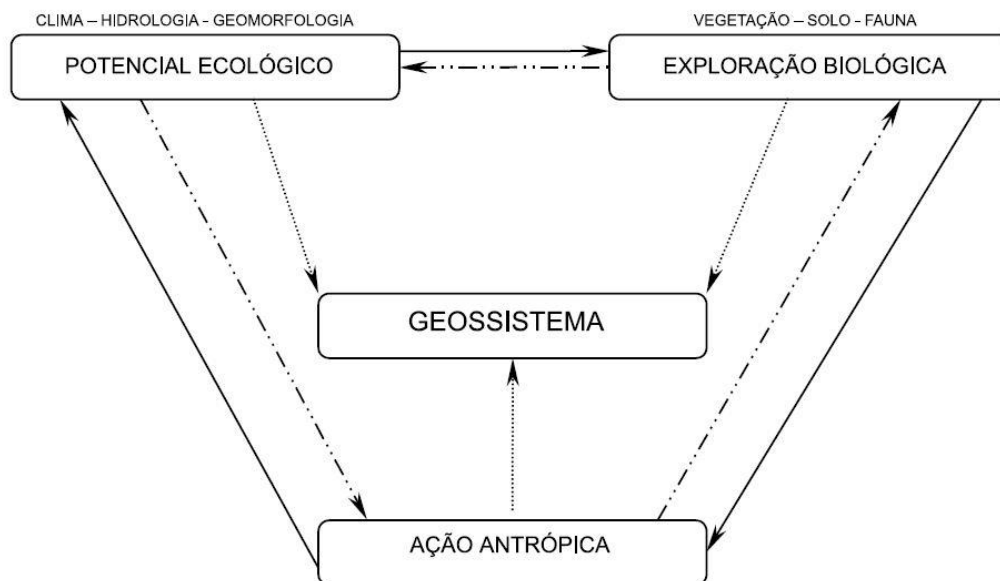 CLIMA – HIDROLOGIA - GEOMORFOLOGIA
VEGETAÇÃO – SOLO - FAUNA
POTENCIAL ECOLÓGICO
EXPLORAÇÃO BIOLÓGICA
GEOSSISTEMA
AÇÃO ANTRÓPICA